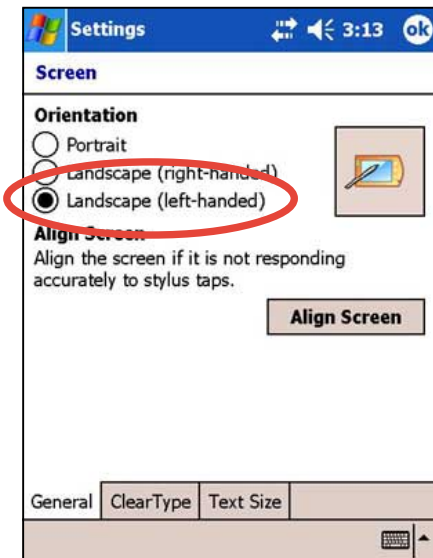 Settings 3:13 ok
Screen
Orientation
Portrait
Landscape (right-handed)
Landscape (left-handed)
Align Screen
Align the screen if it is not responding
accurately to stylus taps.
Align Screen
General ClearType Text Size